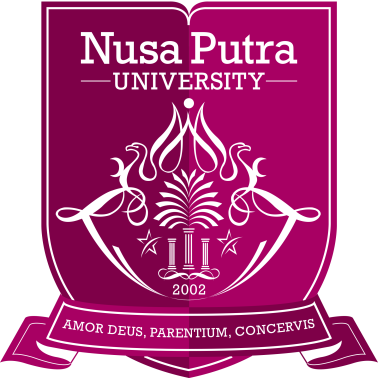 Nusa Putra
UNIVERSITY
2002
AMOR DEUS, PARENTIUM, CONCERVIS